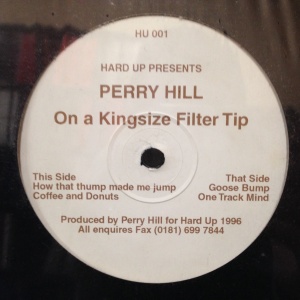 HU 001
HARD UP PRESENTS
PERRY HILL
On a Kingsize Filter Tip
This Side
How that thump made me jump
Coffee and Donuts
That Side
Goose Bump
One Track Mind
Produced by Perry Hill for Hard Up 1996
All enquires Fax (0181) 699 7844